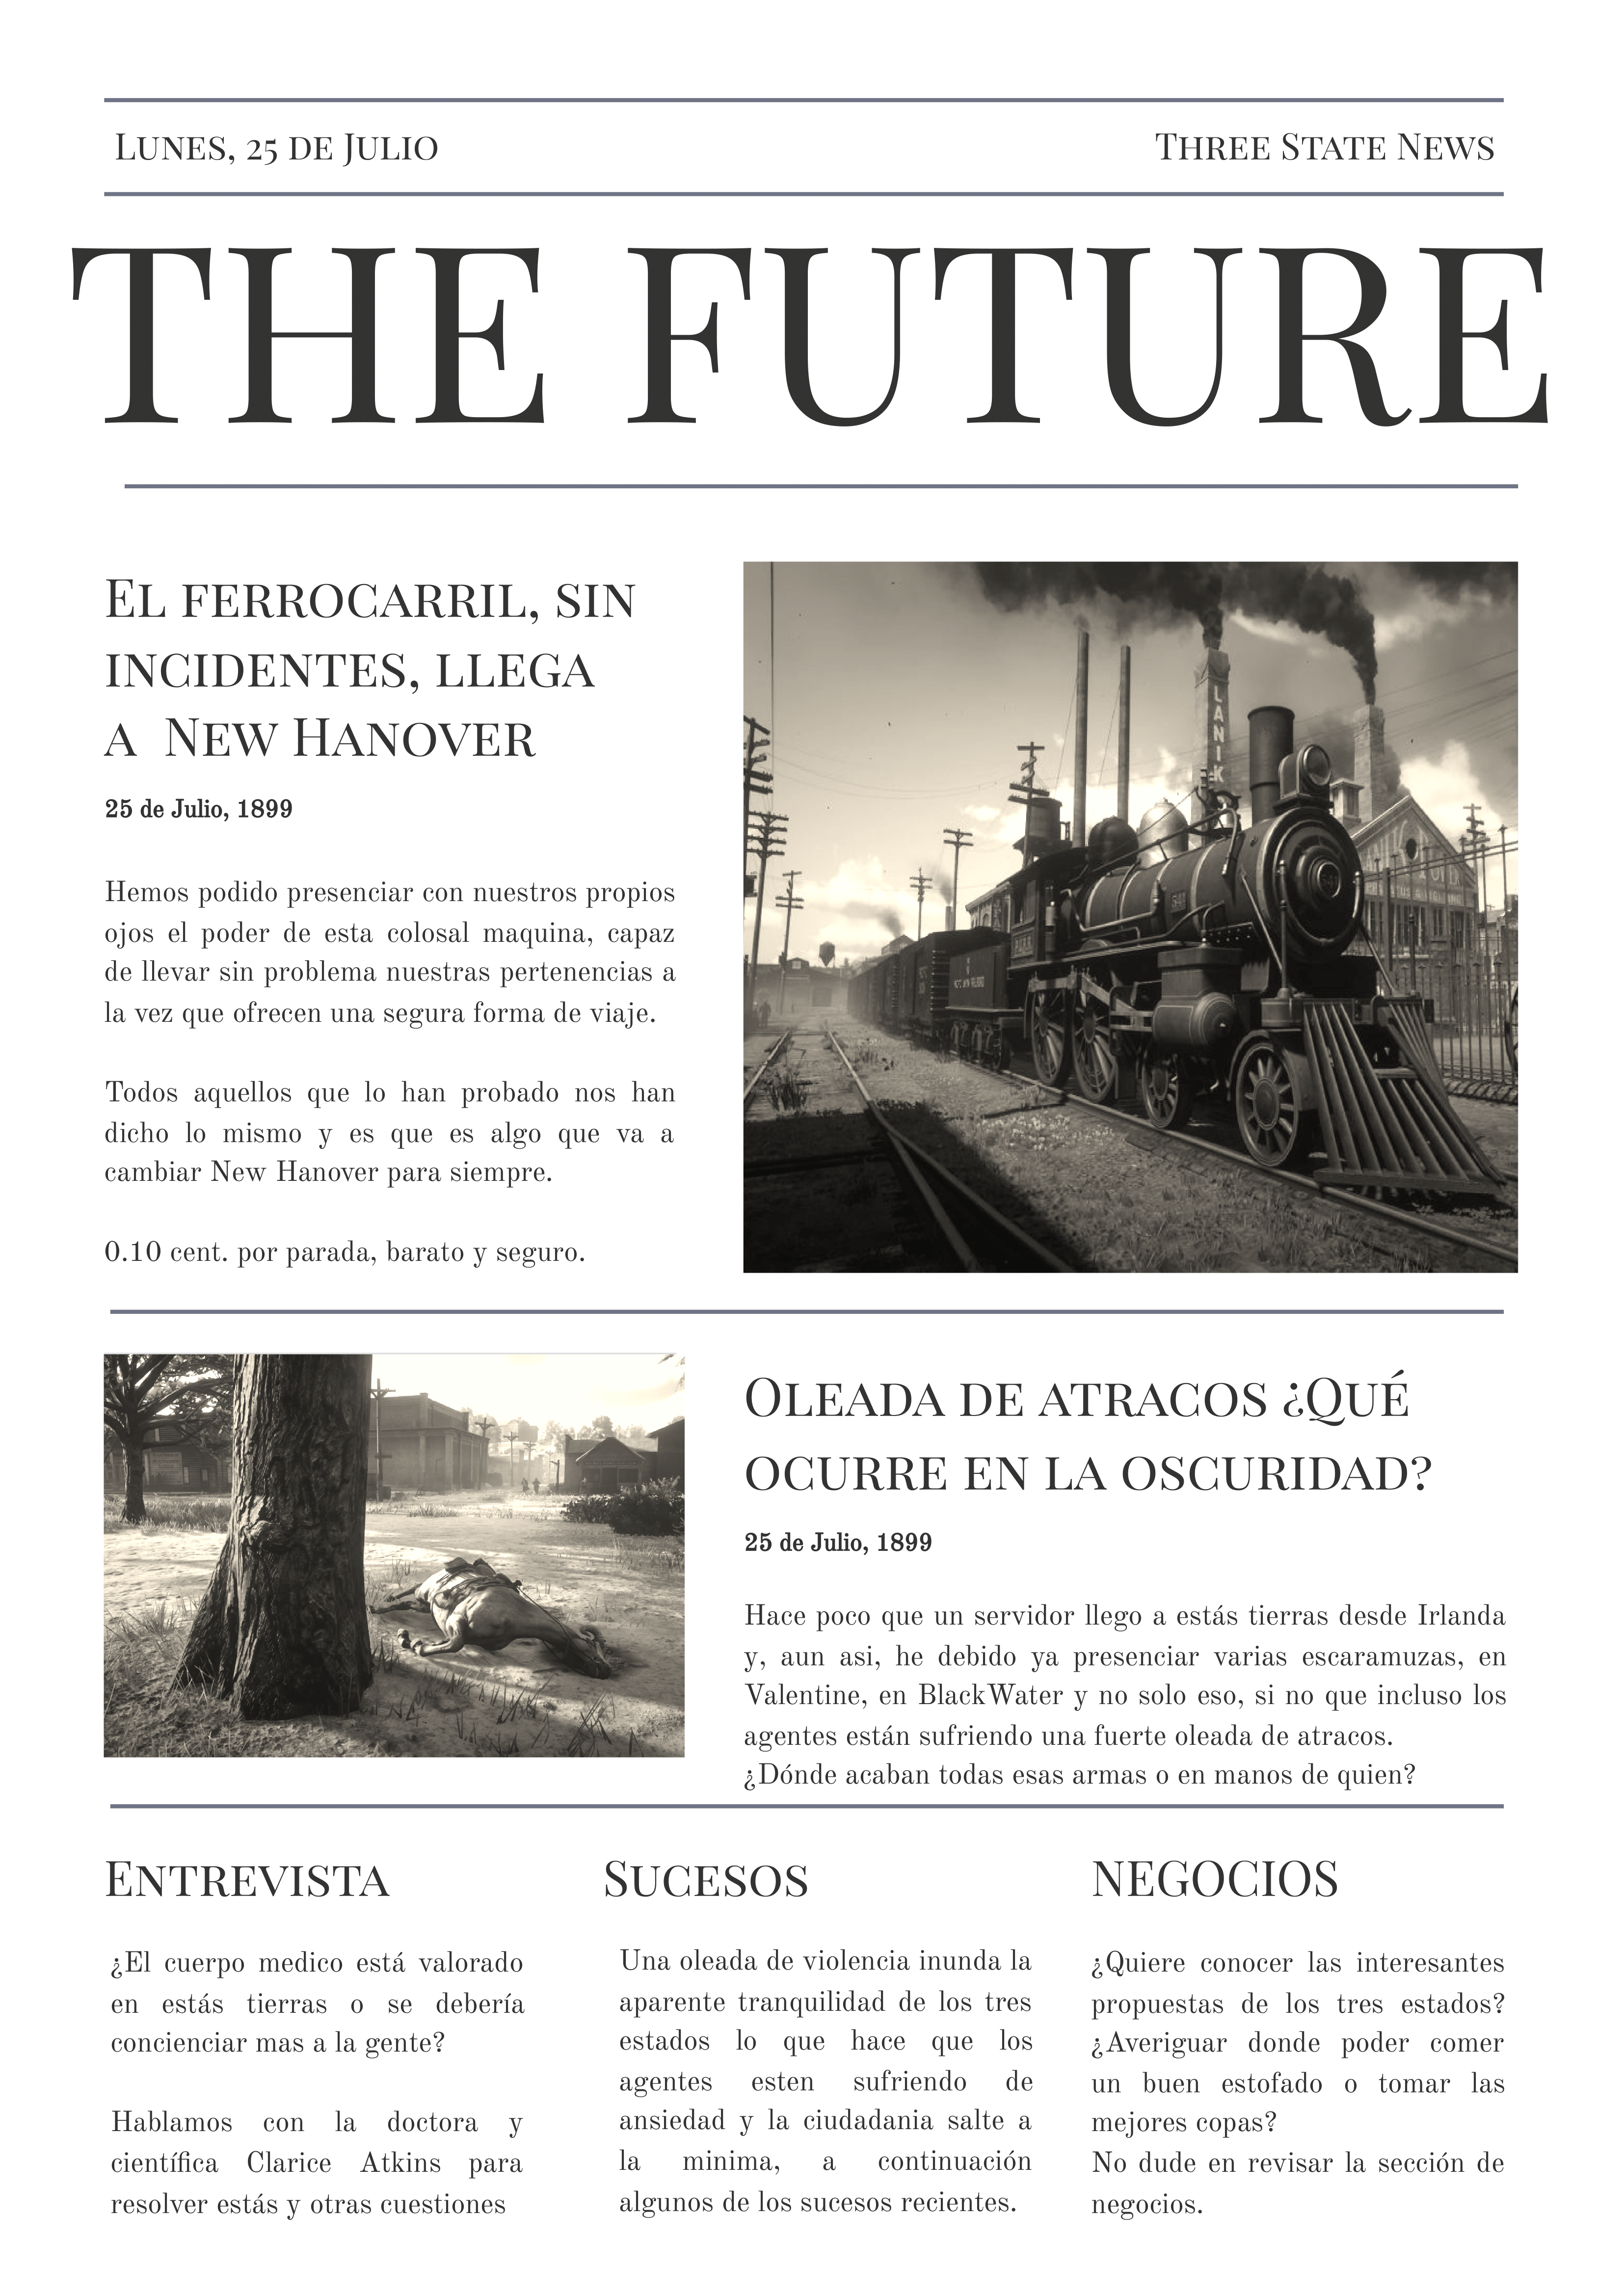 Lunes, 25 de Julio
Three State News
THE FUTURE
El ferrocarril, sin
incidentes, llega
a New Hanover
25 de Julio, 1899
Hemos podido presenciar con nuestros propios
ojos el poder de esta colosal maquina, capaz
de llevar sin problema nuestras pertenencias a
la vez que ofrecen una segura forma de viaje.
Todos aquellos que lo han probado nos han
dicho lo mismo y es que es algo que va a
cambiar New Hanover para siempre.
0.10 cent. por parada, barato y seguro.
LANIK
541
Oleada de atracos ¿Qué
ocurre en la oscuridad?
25 de Julio, 1899
Hace poco que un servidor llego a estás tierras desde Irlanda
y, aun asi, he debido ya presenciar varias escaramuzas, en
Valentine, en BlackWater y no solo eso, si no que incluso los
agentes están sufriendo una fuerte oleada de atracos.
¿Dónde acaban todas esas armas o en manos de quien?
Entrevista
¿El cuerpo medico está valorado
en estás tierras o se debería
concienciar mas a la gente?
Hablamos con la doctora y
científica Clarice Atkins para
resolver estás y otras cuestiones
Sucesos
Una oleada de violencia inunda la
aparente tranquilidad de los tres
estados lo que hace que los
agentes esten sufriendo de
ansiedad y la ciudadania salte a
la minima, a continuación
algunos de los sucesos recientes.
NEGOCIOS
¿Quiere conocer las interesantes
propuestas de los tres estados?
¿Averiguar donde poder comer
un buen estofado o tomar las
mejores copas?
No dude en revisar la sección de
negocios.